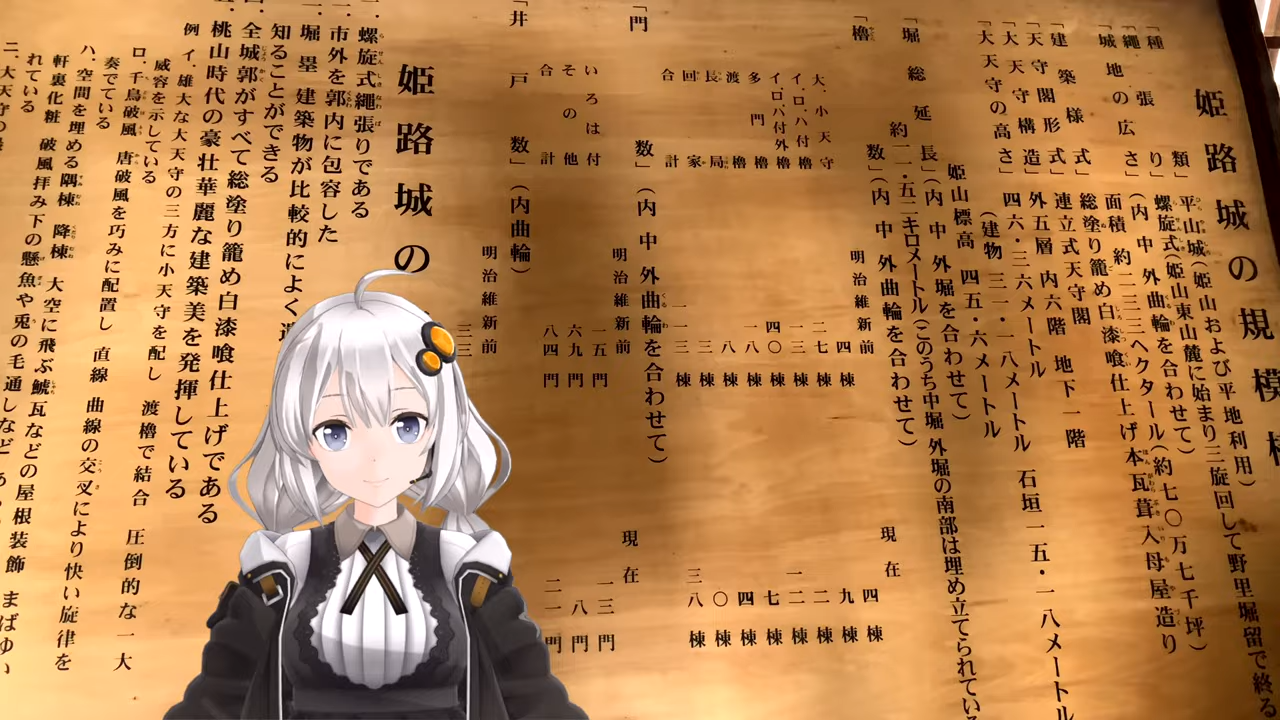 姫路城の規模
「種類」平山城(姫山および平地利用)
「縄張り」螺旋式(姫山東山麓に始まり三旋回して野里堀留で終る
(内 中 外曲輪を合わせて)
「城地の広さ」面積 約二三三ヘクタール(約七〇万七千坪)
「建築様式」総塗り籠め白漆喰仕上げ本瓦葺入母屋造り
「天守閣形式」連立式天守閣
「大天守構造」外五層 内六階 地下一階
「大天守の高さ」四六・三六メートル
(建物 三一・一八メートル 石垣一五・一八メートル
姫山標高 四五・六メートル
「堀総延長」(内 中 外堀を合わせて)
約一一・五二キロメートル(このうち中堀 外堀の南部は埋め立てられている
「櫓数」(内 中 外曲輪を合わせて)
明治維新前 現在
大、小天守 四棟 四棟
イ、ロ、ハ付櫓 二七棟 九棟
イ、ロ、ハ付外櫓 一三棟 二棟
多門櫓 四〇棟 一二棟
渡櫓 一八棟 七棟
長局 八棟 四棟
回家 三棟 〇棟
合計 一一三棟 三八棟
「門数」(内 中 外曲輪を合わせて)
明治維新前 現在
いろは付 一五門 一三門
その他 六九門 八門
合計 八四門 二一門
「井戸数」(内曲輪)
明治維新前
三三
姫路城の
一、螺旋式縄張りである
二、市外を郭内に包容した
三、堀 塁 建築物が比較的によく
知ることができる
四、全城郭がすべて総塗り籠め白漆喰仕上げである
五、桃山時代の豪壮華麗な建築美を発揮している
例 イ、雄大な大天守の三方に小天守を配し 渡櫓で結合 圧倒的な一大
威容を示している
ロ、千鳥破風 唐破風を巧みに配置し 直線 曲線の交叉により快い旋律を
奏でている
ハ、空間を埋める隅棟 降棟 大空に飛ぶ鯱瓦などの屋根装飾 まばゆい
軒裏化粧 破風拝み下の懸魚や兎の毛通しなど
れている
ニ、大天守の